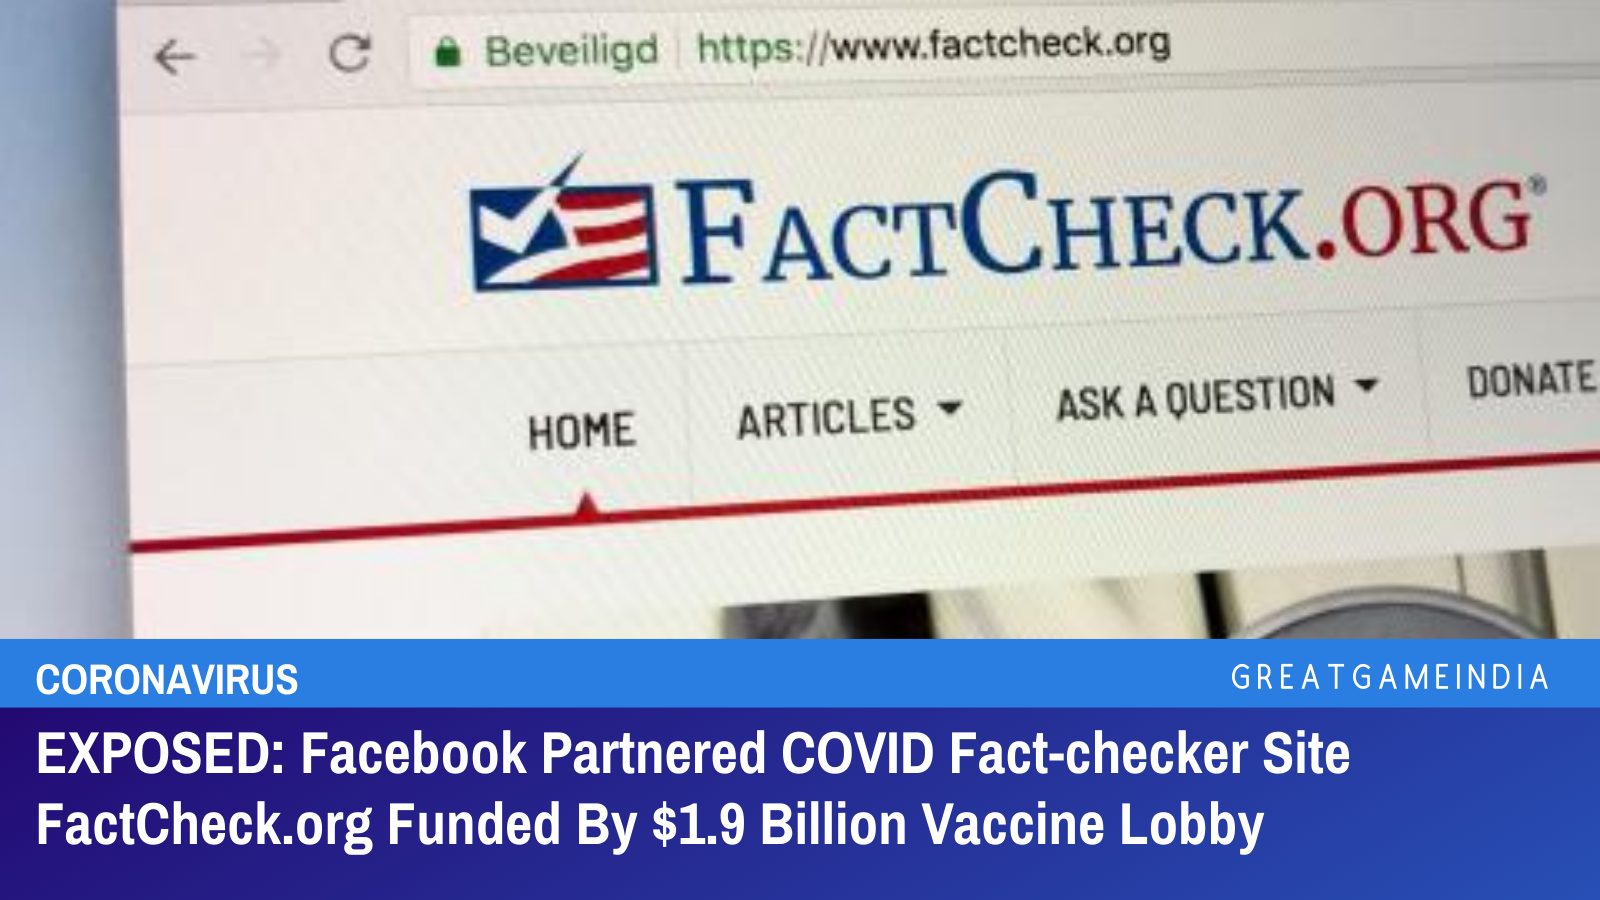 Beveiligd https://www.factcheck.org
FACTCHECK.ORG®
HOME ARTICLES ASK A QUESTION DONATE
CORONAVIRUS GREATGAMEINDIA
EXPOSED: Facebook Partnered COVID Fact-checker Site
FactCheck.org Funded By $1.9 Billion Vaccine Lobby